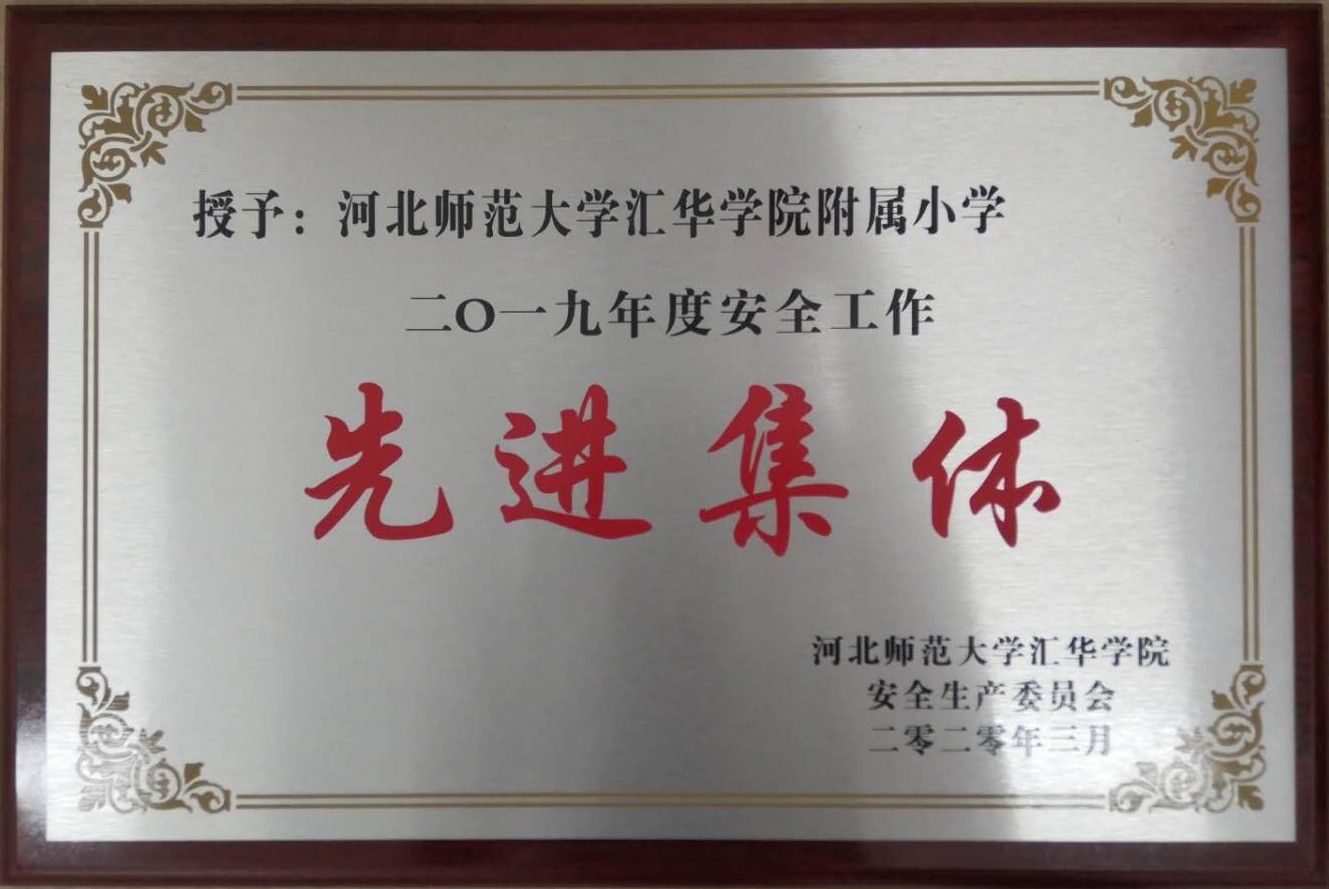 授予：河北师范大学汇华学院附属小学
二O一九年度安全工作
先进集体
河北师范大学汇华学院
安全生产委员会
二零二零年三月